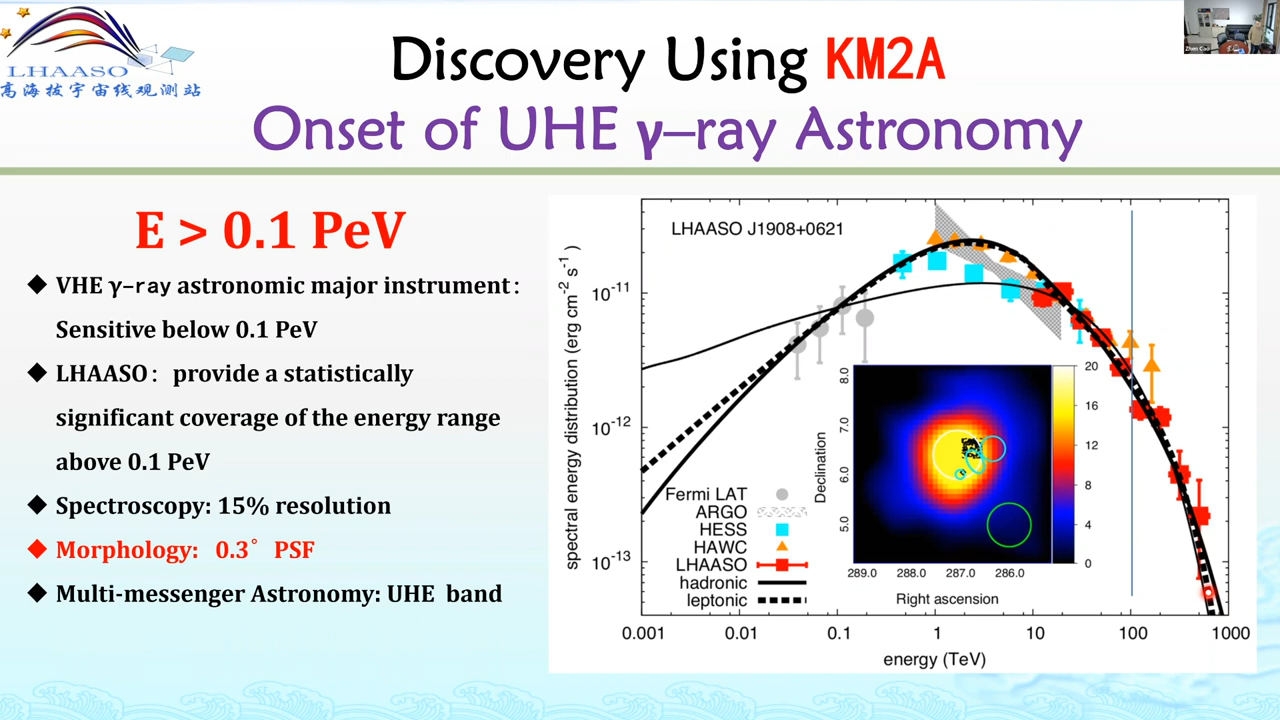 LHAASO
高海拔宇宙线观测站
Discovery Using KM2A
Onset of UHE γ–ray Astronomy
Zhen Cao
E > 0.1 PeV
◆ VHE γ-ray astronomic major instrument:
Sensitive below 0.1 PeV
◆ LHAASO: provide a statistically
significant coverage of the energy range
above 0.1 PeV
◆ Spectroscopy: 15% resolution
◆ Morphology: 0.3° PSF
◆ Multi-messenger Astronomy: UHE band
LHAASO J1908+0621
spectral energy distribution (erg cm⁻² s⁻¹ )
10⁻¹¹
10⁻¹²
10⁻¹³
Fermi LAT
ARGO
HESS
HAWC
LHAASO
hadronic
leptonic
Declination
8.0
7.0
6.0
5.0
289.0 288.0 287.0 286.0
Right ascension
20
16
12
8
4
0
0.001 0.01 0.1 1 10 100 1000
energy (TeV)